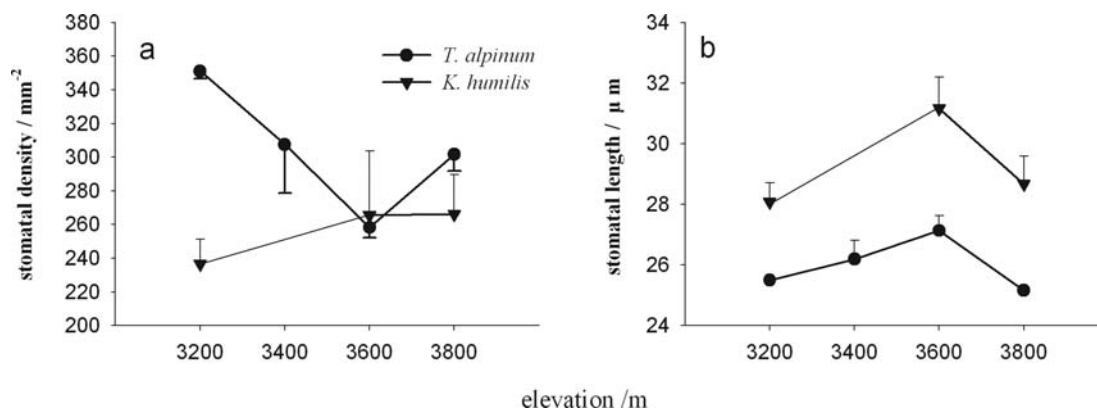 a
stomatal density / mm⁻²
380
360
340
320
300
280
260
240
220
200
T. alpinum
K. humilis
3200 3400 3600 3800
b
stomatal length / μ m
34
32
30
28
26
24
3200 3400 3600 3800
elevation /m